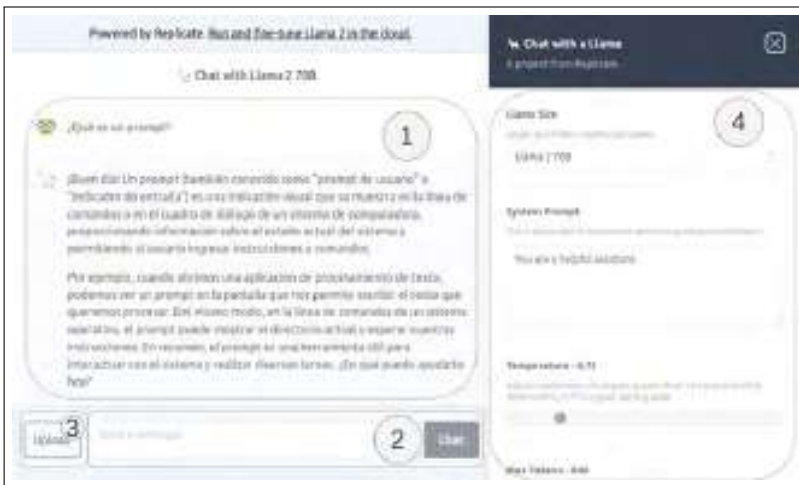 Powered by Replicate. Run and fine-tune Llama 2 in the cloud.
Chat with Llama 2 70B
¿Qué es un prompt?
1
¡Buen día! Un prompt (también conocido como "prompt de usuario" o
"indicador de entrada") es una indicación visual que se muestra en la línea de
comandos o en el cuadro de diálogo de un sistema de computadora,
proporcionando información sobre el estado actual del sistema y
permitiendo al usuario ingresar instrucciones o comandos.
Por ejemplo, cuando abrimos una aplicación de procesamiento de texto,
podemos ver un prompt en la pantalla que nos permite escribir el texto que
queremos procesar. Del mismo modo, en la línea de comandos de un sistema
operativo, el prompt puede mostrar el directorio actual y esperar nuestras
instrucciones. En resumen, el prompt es una herramienta útil para
interactuar con el sistema y realizar diversas tareas. ¿En qué puedo ayudarte
hoy?
Upload
3
2
Chat
Chat with a Llama
A project from Replicate
4
Llama Size
Llama 2 70B
System Prompt
You are a helpful assistant.
Temperature - 0.75
Max Tokens - 800